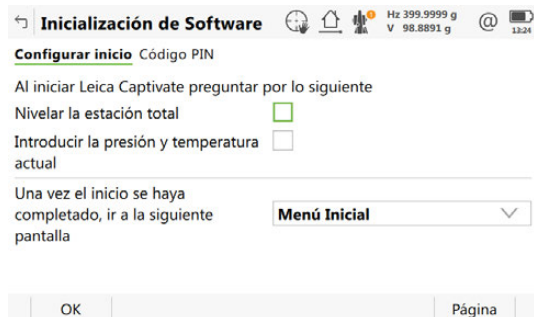 Inicialización de Software
Hz 399.9999 g
V 98.8891 g
@
13:24
Configurar inicio Código PIN
Al iniciar Leica Captivate preguntar por lo siguiente
Nivelar la estación total
Introducir la presión y temperatura
actual
Una vez el inicio se haya
completado, ir a la siguiente
pantalla
Menú Inicial
OK
Página